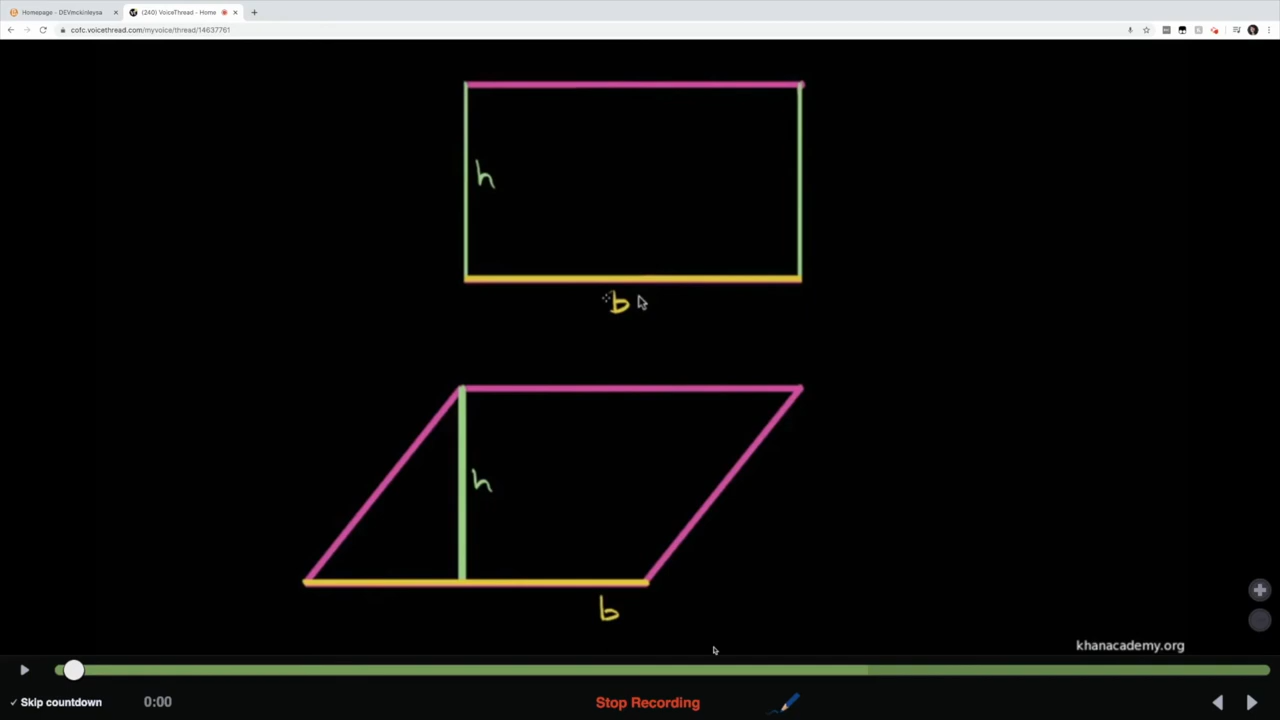 Homepage - DEVmckinleysa
(240) VoiceThread - Home
cofc.voicethread.com/myvoice/thread/14637761
h
b
h
b
khanacademy.org
Skip countdown
0:00
Stop Recording